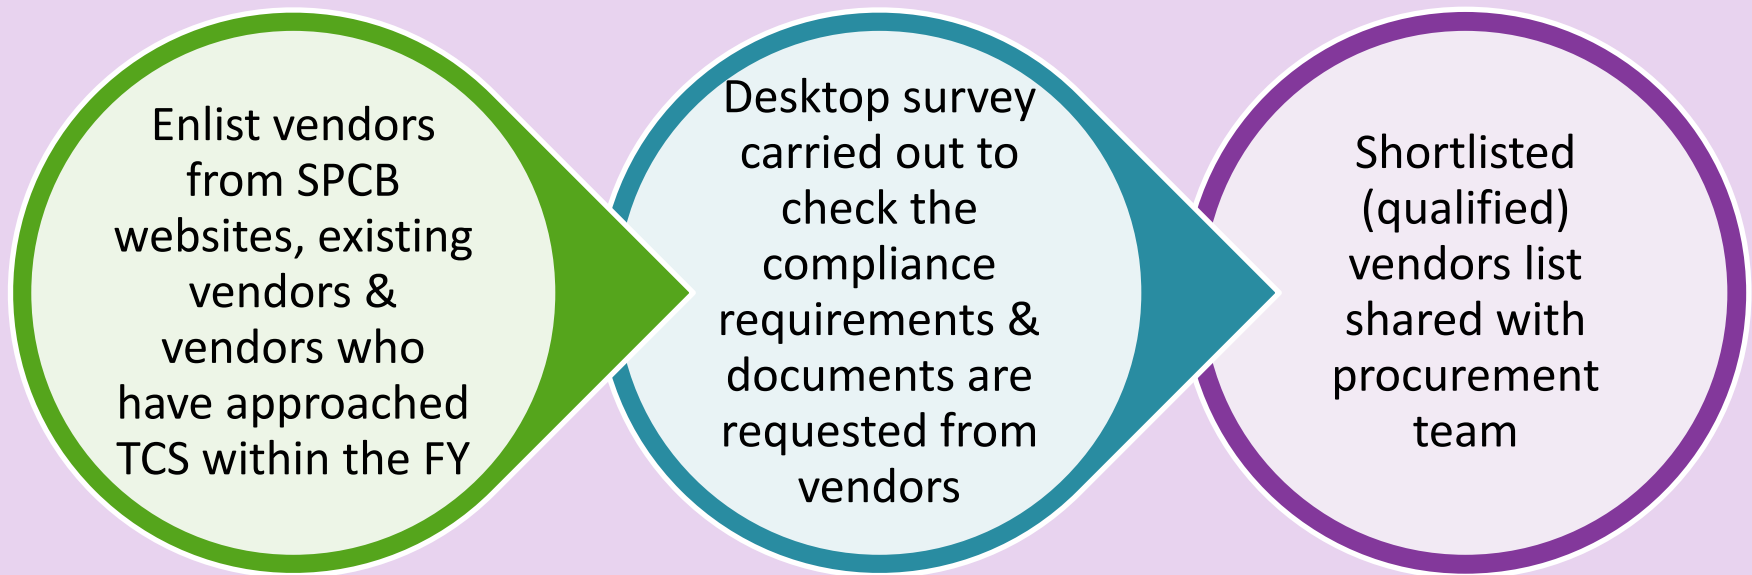 Enlist vendors
from SPCB
websites, existing
vendors &
vendors who
have approached
TCS within the FY
Desktop survey
carried out to
check the
compliance
requirements &
documents are
requested from
vendors
Shortlisted
(qualified)
vendors list
shared with
procurement
team